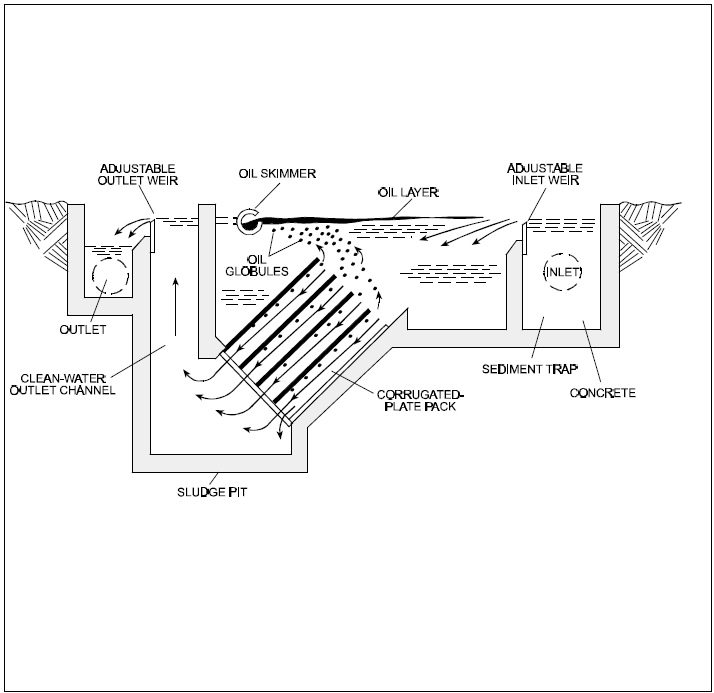 ADJUSTABLE
OUTLET WEIR
OIL SKIMMER
OIL LAYER
ADJUSTABLE
INLET WEIR
OIL
GLOBULES
INLET
OUTLET
CLEAN-WATER
OUTLET CHANNEL
CORRUGATED-
PLATE PACK
SEDIMENT TRAP
CONCRETE
SLUDGE PIT